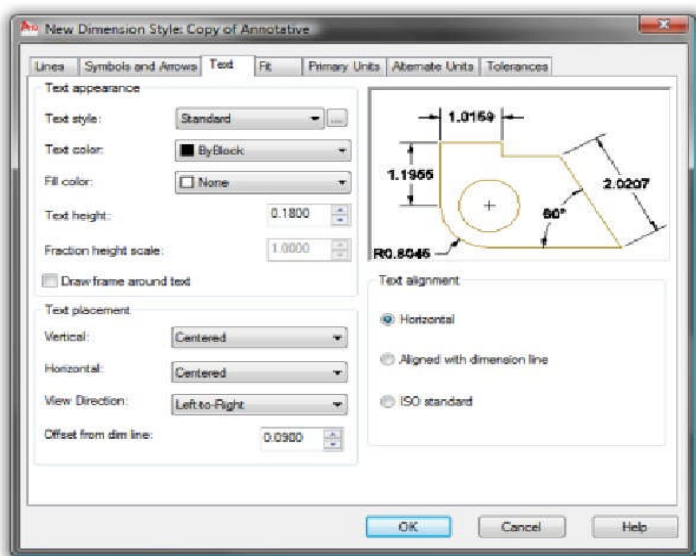 New Dimension Style: Copy of Annotative
Lines Symbols and Arrows Text Fit Primary Units Alternate Units Tolerances
Text appearance
Text style: Standard ...
Text color: ByBlock
Fill color: None
Text height: 0.1800
Fraction height scale: 1.0000
Draw frame around text
1.0159
1.1955
2.0207
60°
R0.8045
Text placement
Vertical: Centered
Horizontal: Centered
View Direction: Left-to-Right
Offset from dim line: 0.0900
Text alignment
Horizontal
Aligned with dimension line
ISO standard
OK Cancel Help